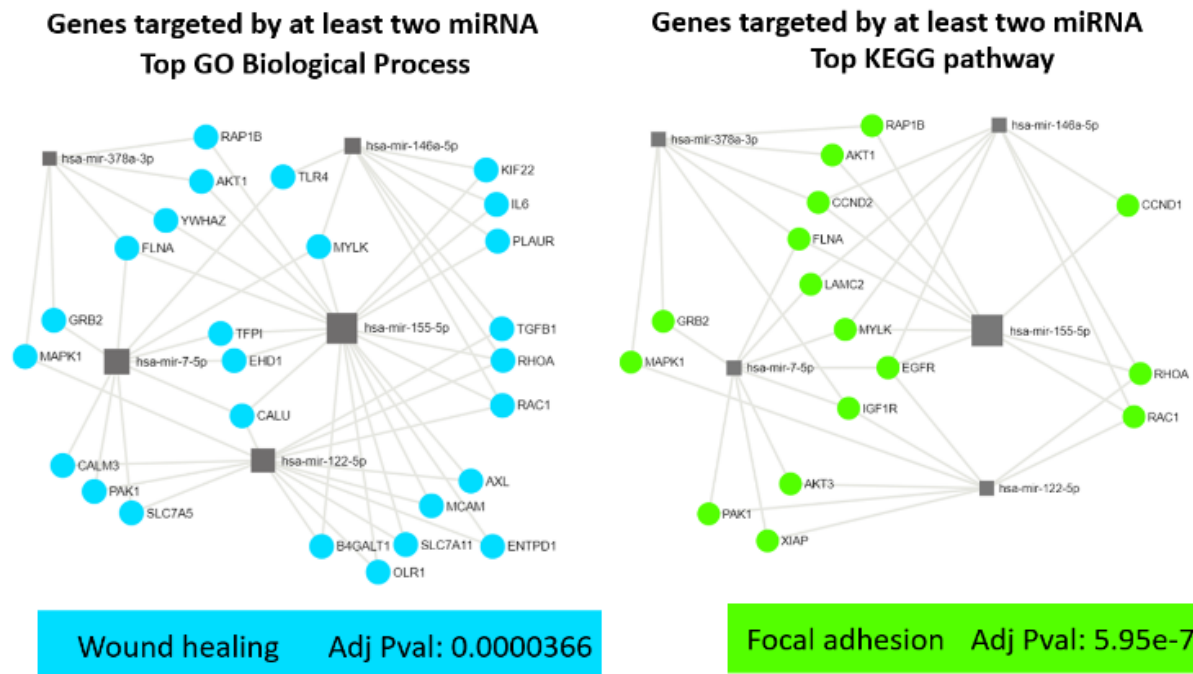 Genes targeted by at least two miRNA
Top GO Biological Process
RAP1B
hsa-mir-146a-5p
hsa-mir-378a-3p
KIF22
TLR4
AKT1
IL6
YWHAZ
PLAUR
FLNA
MYLK
GRB2
TGFB1
hsa-mir-155-5p
TFPI
MAPK1
hsa-mir-7-5p
EHD1
RHOA
RAC1
CALU
hsa-mir-122-5p
CALM3
AXL
PAK1
MCAM
SLC7A5
B4GALT1
SLC7A11
ENTPD1
OLR1
Wound healing Adj Pval: 0.0000366
Genes targeted by at least two miRNA
Top KEGG pathway
RAP1B
hsa-mir-146a-5p
hsa-mir-378a-3p
AKT1
CCND2
CCND1
FLNA
LAMC2
GRB2
MYLK
hsa-mir-155-5p
MAPK1
hsa-mir-7-5p
EGFR
RHOA
IGF1R
RAC1
AKT3
hsa-mir-122-5p
PAK1
XIAP
Focal adhesion Adj Pval: 5.95e-7